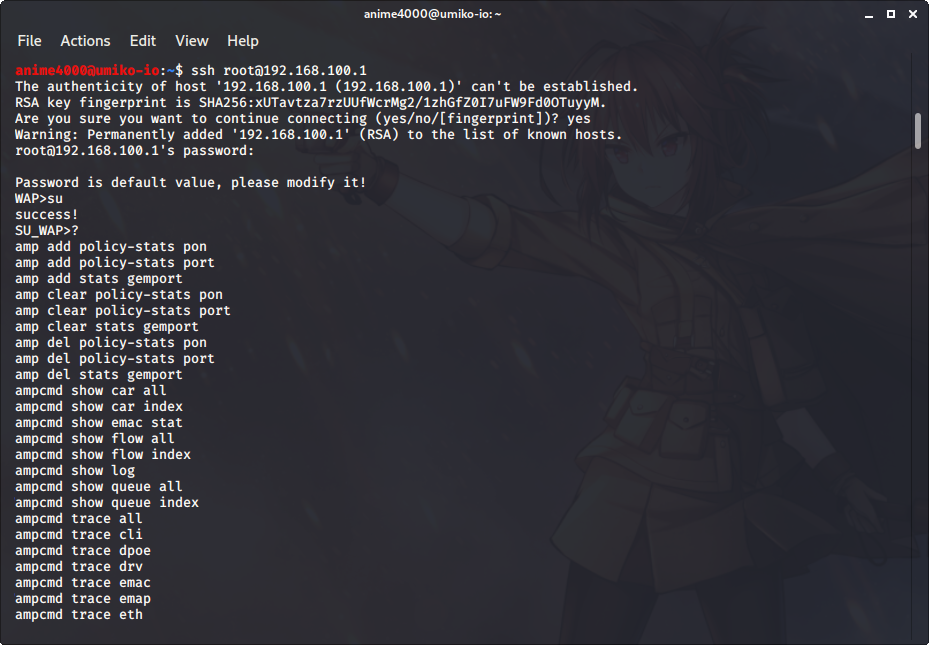 anime4000@umiko-io: ~
File Actions Edit View Help
anime4000@umiko-io:~$ ssh root@192.168.100.1
The authenticity of host '192.168.100.1 (192.168.100.1)' can't be established.
RSA key fingerprint is SHA256:xUTavtza7rzUUfWcrMg2/1zhGfZ0I7uFW9Fd0OTuyyM.
Are you sure you want to continue connecting (yes/no/[fingerprint])? yes
Warning: Permanently added '192.168.100.1' (RSA) to the list of known hosts.
root@192.168.100.1's password:
Password is default value, please modify it!
WAP>su
success!
SU_WAP>?
amp add policy-stats pon
amp add policy-stats port
amp add stats gemport
amp clear policy-stats pon
amp clear policy-stats port
amp clear stats gemport
amp del policy-stats pon
amp del policy-stats port
amp del stats gemport
ampcmd show car all
ampcmd show car index
ampcmd show emac stat
ampcmd show flow all
ampcmd show flow index
ampcmd show log
ampcmd show queue all
ampcmd show queue index
ampcmd trace all
ampcmd trace cli
ampcmd trace dpoe
ampcmd trace drv
ampcmd trace emac
ampcmd trace emap
ampcmd trace eth